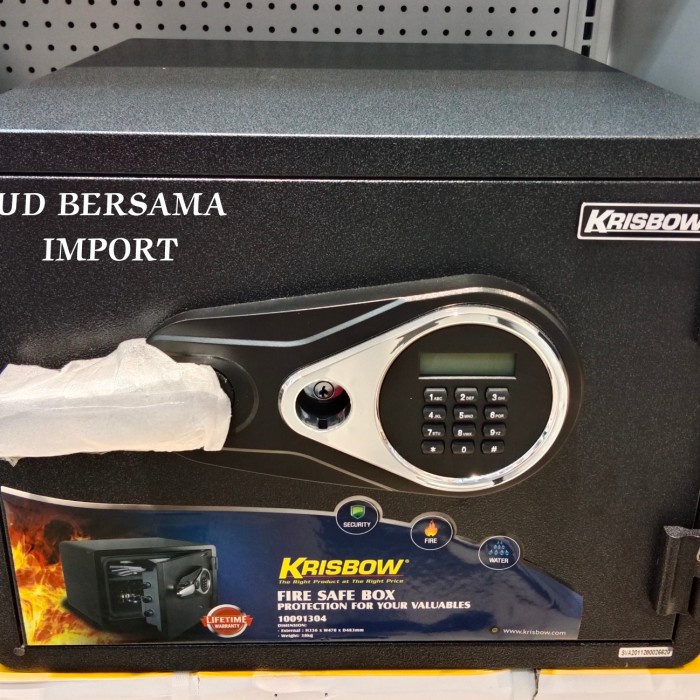 UD BERSAMA
IMPORT
KRISBOW
1ABC 2DEF 3GHI
4JKL 5MNO 6PQR
7STU 8VWX 9YZ
* 0 #
SECURITY
FIRE
WATER
KRISBOW®
The Right Product at The Right Price
FIRE SAFE BOX
PROTECTION FOR YOUR VALUABLES
10091304
LIFETIME
WARRANTY
www.krisbow.com